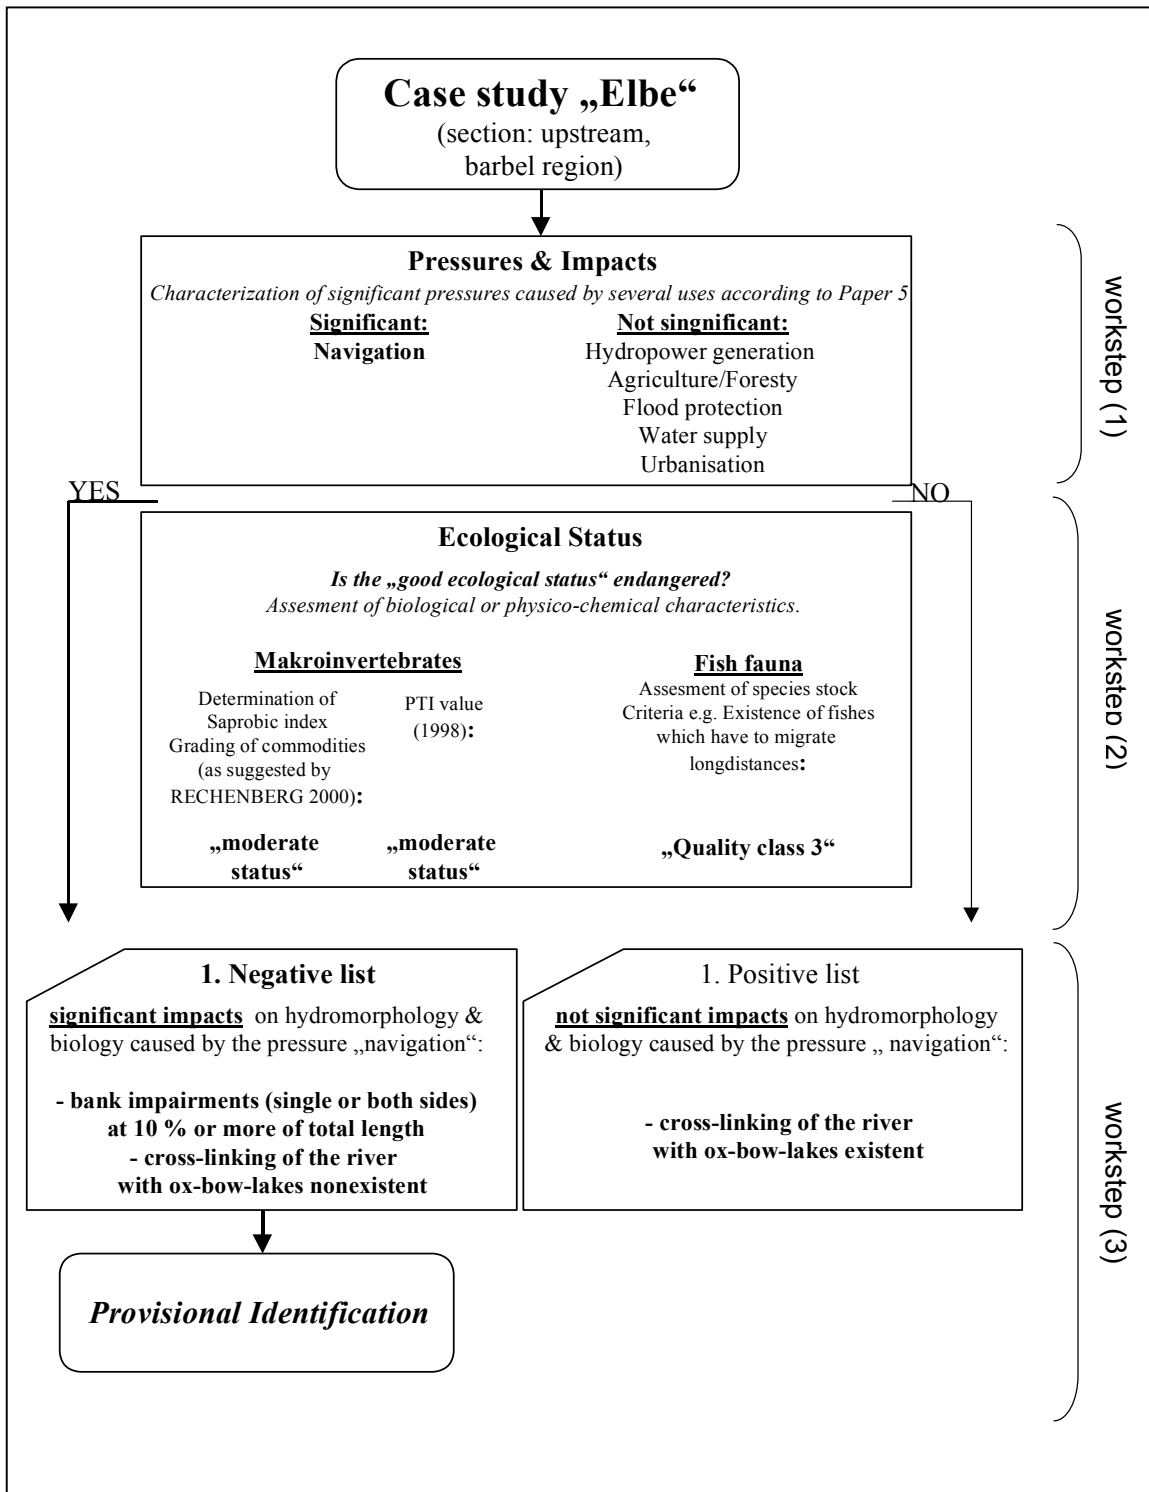 Case study „Elbe“
(section: upstream,
barbel region)
Pressures & Impacts
Characterization of significant pressures caused by several uses according to Paper 5
Significant:
Navigation
Not singnificant:
Hydropower generation
Agriculture/Foresty
Flood protection
Water supply
Urbanisation
workstep (1)
YES
NO
Ecological Status
Is the „good ecological status“ endangered?
Assesment of biological or physico-chemical characteristics.
Makroinvertebrates
Determination of
Saprobic index
Grading of commodities
(as suggested by
RECHENBERG 2000):
PTI value
(1998):
„moderate
status“
„moderate
status“
Fish fauna
Assesment of species stock
Criteria e.g. Existence of fishes
which have to migrate
longdistances:
„Quality class 3“
workstep (2)
1. Negative list
significant impacts on hydromorphology &
biology caused by the pressure „navigation“:
- bank impairments (single or both sides)
at 10 % or more of total length
- cross-linking of the river
with ox-bow-lakes nonexistent
1. Positive list
not significant impacts on hydromorphology
& biology caused by the pressure „ navigation“:
- cross-linking of the river
with ox-bow-lakes existent
workstep (3)
Provisional Identification